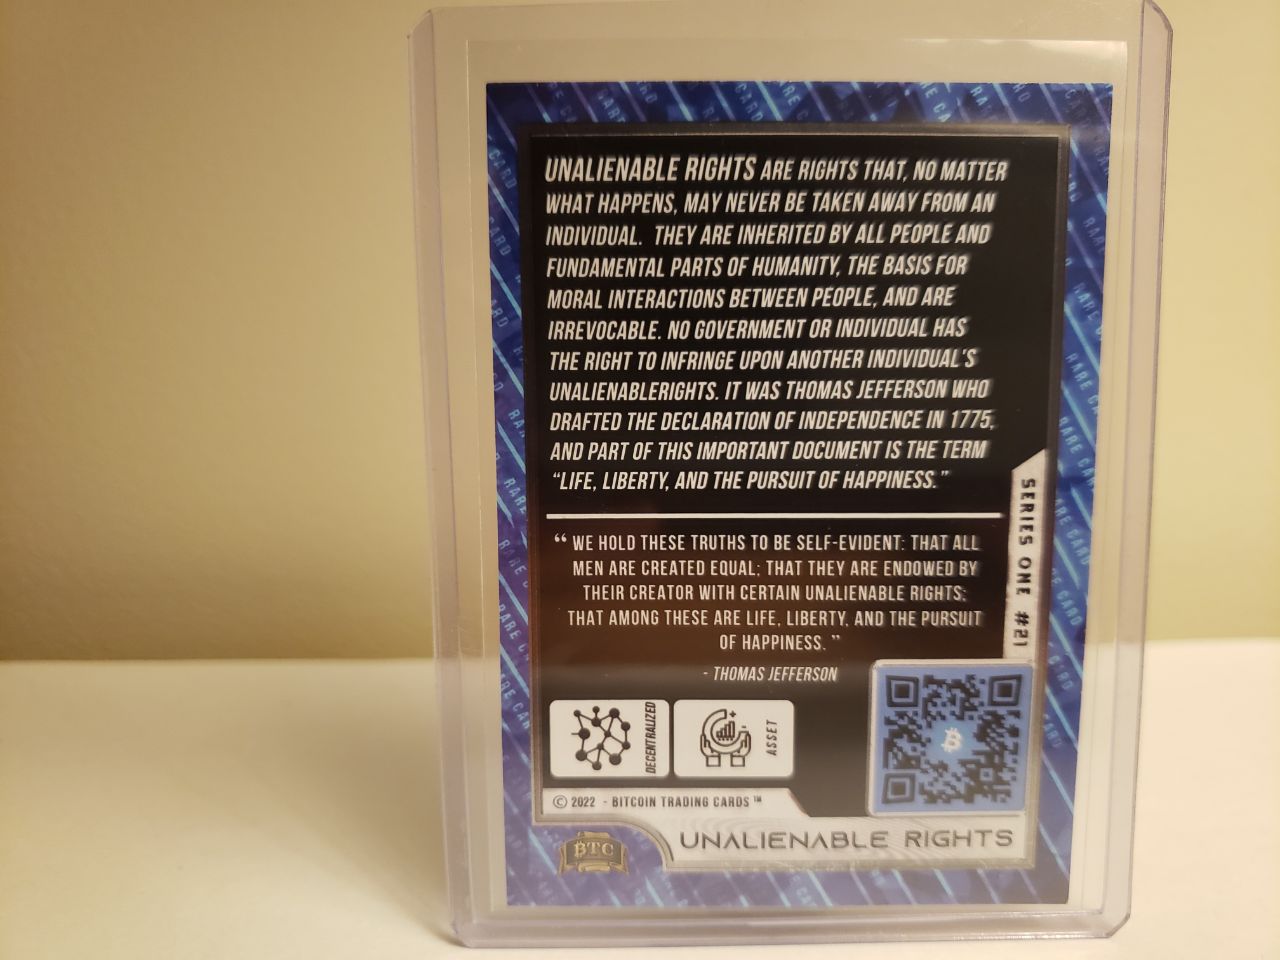 UNALIENABLE RIGHTS ARE RIGHTS THAT, NO MATTER
WHAT HAPPENS, MAY NEVER BE TAKEN AWAY FROM AN
INDIVIDUAL. THEY ARE INHERITED BY ALL PEOPLE AND
FUNDAMENTAL PARTS OF HUMANITY, THE BASIS FOR
MORAL INTERACTIONS BETWEEN PEOPLE, AND ARE
IRREVOCABLE. NO GOVERNMENT OR INDIVIDUAL HAS
THE RIGHT TO INFRINGE UPON ANOTHER INDIVIDUAL'S
UNALIENABLERIGHTS. IT WAS THOMAS JEFFERSON WHO
DRAFTED THE DECLARATION OF INDEPENDENCE IN 1775,
AND PART OF THIS IMPORTANT DOCUMENT IS THE TERM
"LIFE, LIBERTY, AND THE PURSUIT OF HAPPINESS."
SERIES ONE #21
“ WE HOLD THESE TRUTHS TO BE SELF-EVIDENT: THAT ALL
MEN ARE CREATED EQUAL; THAT THEY ARE ENDOWED BY
THEIR CREATOR WITH CERTAIN UNALIENABLE RIGHTS;
THAT AMONG THESE ARE LIFE, LIBERTY, AND THE PURSUIT
OF HAPPINESS. ”
- THOMAS JEFFERSON
DECENTRALIZED
ASSET
© 2022 - BITCOIN TRADING CARDS ™
BTC
UNALIENABLE RIGHTS
RARE CARD